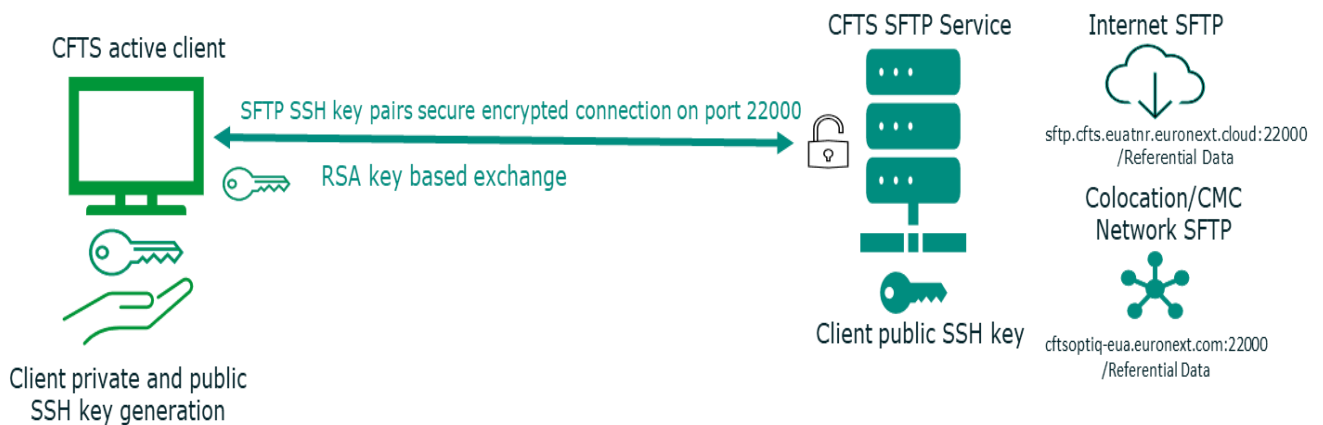 CFTS active client
SFTP SSH key pairs secure encrypted connection on port 22000
RSA key based exchange
Client private and public
SSH key generation
CFTS SFTP Service
Client public SSH key
Internet SFTP
sftp.cfts.euatnr.euronext.cloud:22000
/Referential Data
Colocation/CMC
Network SFTP
cftsoptiq-eua.euronext.com:22000
/Referential Data